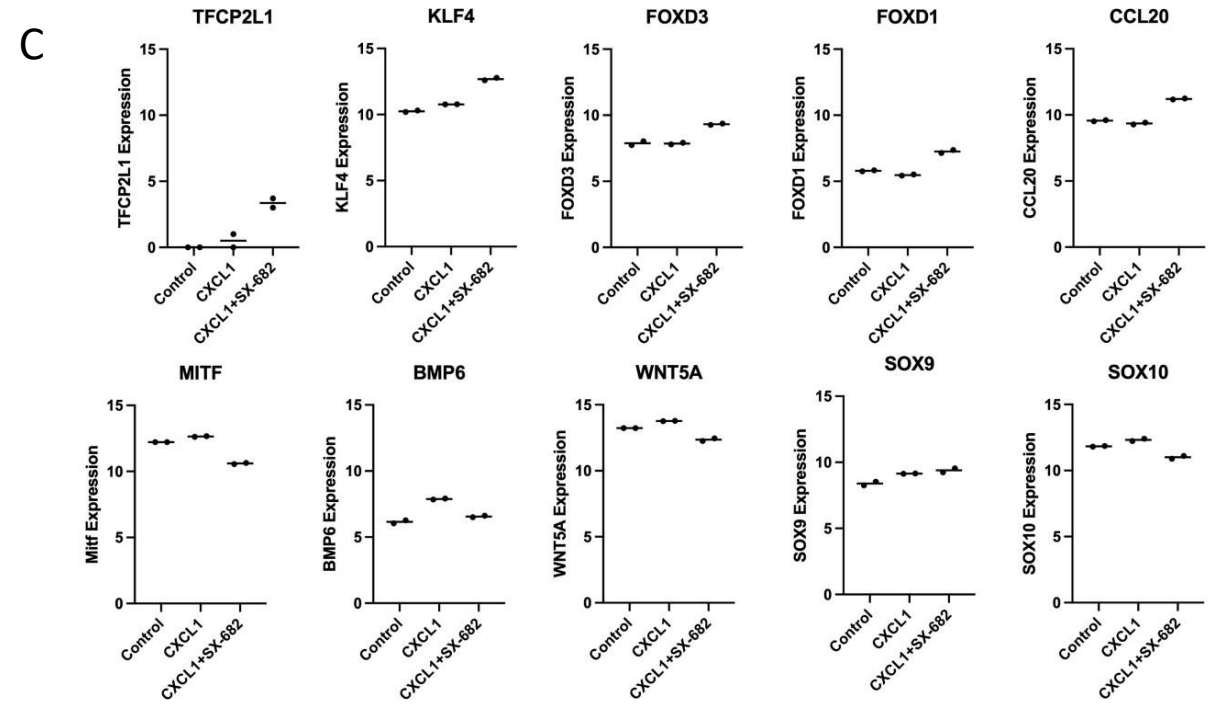 C
TFCP2L1
KLF4
FOXD3
FOXD1
CCL20
TFCP2L1 Expression
15
10
5
0
Control
CXCL1
CXCL1+SX-682
KLF4 Expression
15
10
5
0
Control
CXCL1
CXCL1+SX-682
FOXD3 Expression
15
10
5
0
Control
CXCL1
CXCL1+SX-682
FOXD1 Expression
15
10
5
0
Control
CXCL1
CXCL1+SX-682
CCL20 Expression
15
10
5
0
Control
CXCL1
CXCL1+SX-682
MITF
BMP6
WNT5A
SOX9
SOX10
Mitf Expression
15
10
5
0
Control
CXCL1
CXCL1+SX-682
BMP6 Expression
15
10
5
0
Control
CXCL1
CXCL1+SX-682
WNT5A Expression
15
10
5
0
Control
CXCL1
CXCL1+SX-682
SOX9 Expression
15
10
5
0
Control
CXCL1
CXCL1+SX-682
SOX10 Expression
15
10
5
0
Control
CXCL1
CXCL1+SX-682